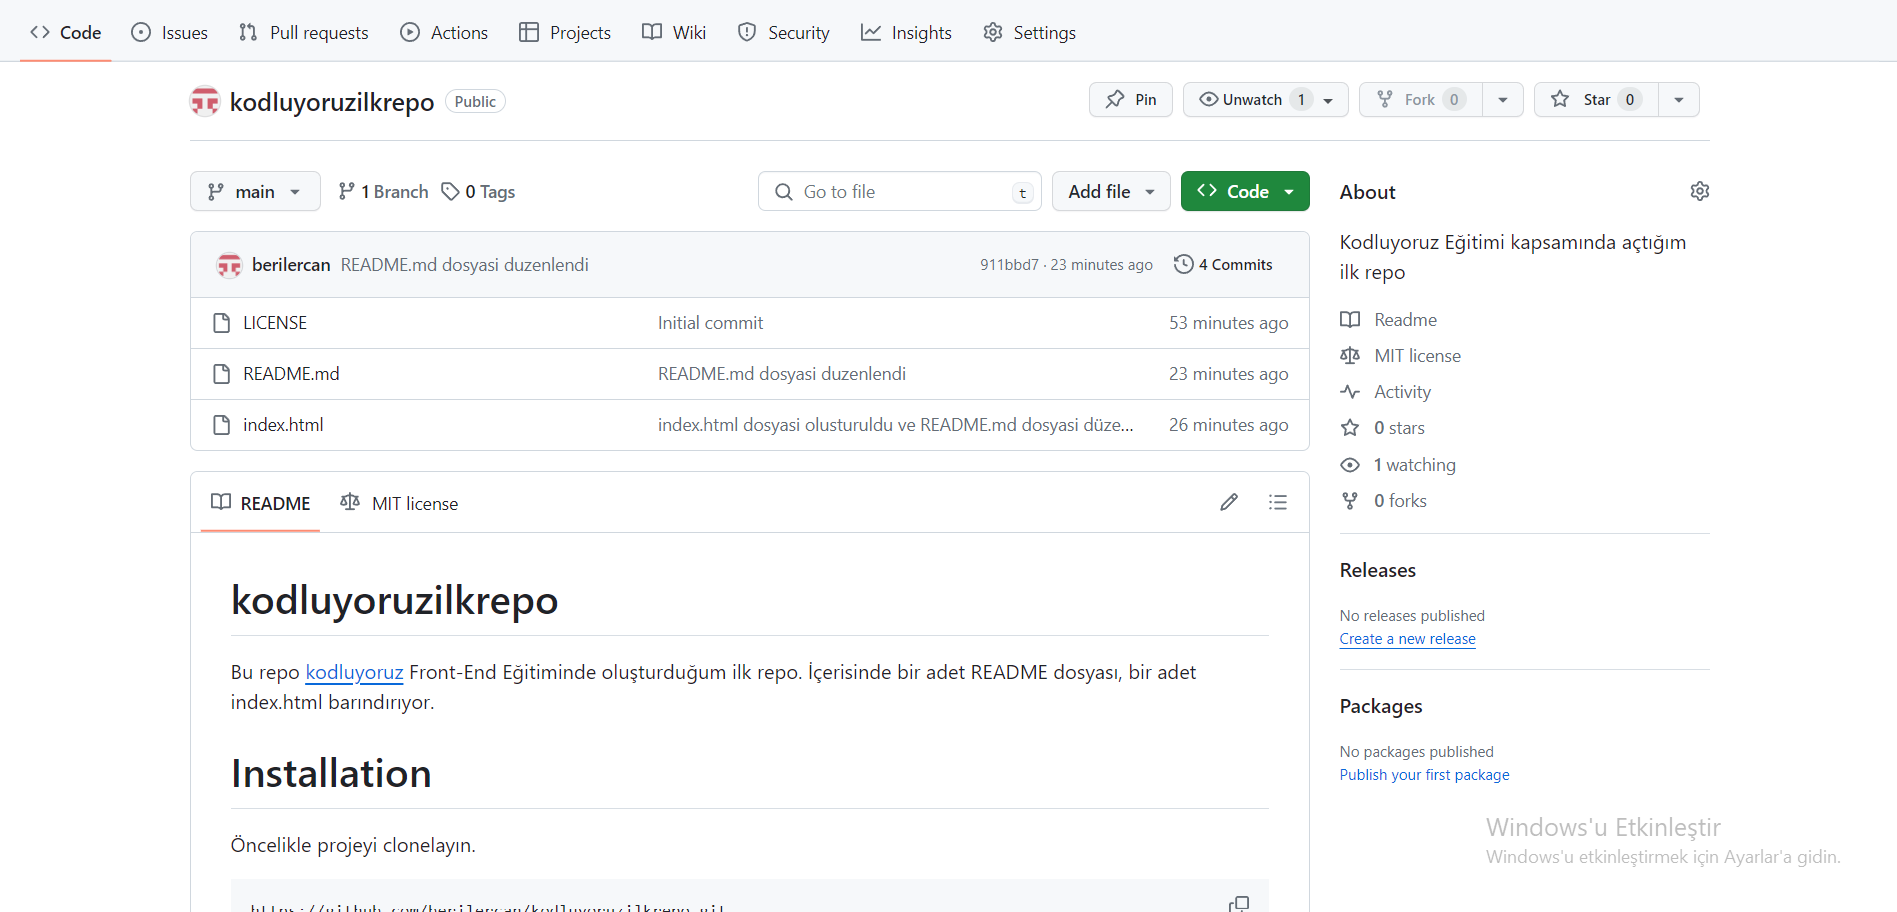 Code Issues Pull requests Actions Projects Wiki Security Insights Settings
kodluyoruzilkrepo Public Pin Unwatch 1 Fork 0 Star 0
main 1 Branch 0 Tags Go to file t Add file Code
berilercan README.md dosyasi duzenlendi 911bbd7 · 23 minutes ago 4 Commits
LICENSE Initial commit 53 minutes ago
README.md README.md dosyasi duzenlendi 23 minutes ago
index.html index.html dosyasi olusturuldu ve README.md dosyasi düze... 26 minutes ago
README MIT license
kodluyoruzilkrepo
Bu repo kodluyoruz Front-End Eğitiminde oluşturduğum ilk repo. İçerisinde bir adet README dosyası, bir adet
index.html barındırıyor.
Installation
Öncelikle projeyi clonelayın.
https://github.com/berilercan/kodluyoruzilkrepo.git
About
Kodluyoruz Eğitimi kapsamında açtığım
ilk repo
Readme
MIT license
Activity
0 stars
1 watching
0 forks
Releases
No releases published
Create a new release
Packages
No packages published
Publish your first package
Windows'u Etkinleştir
Windows'u etkinleştirmek için Ayarlar'a gidin.